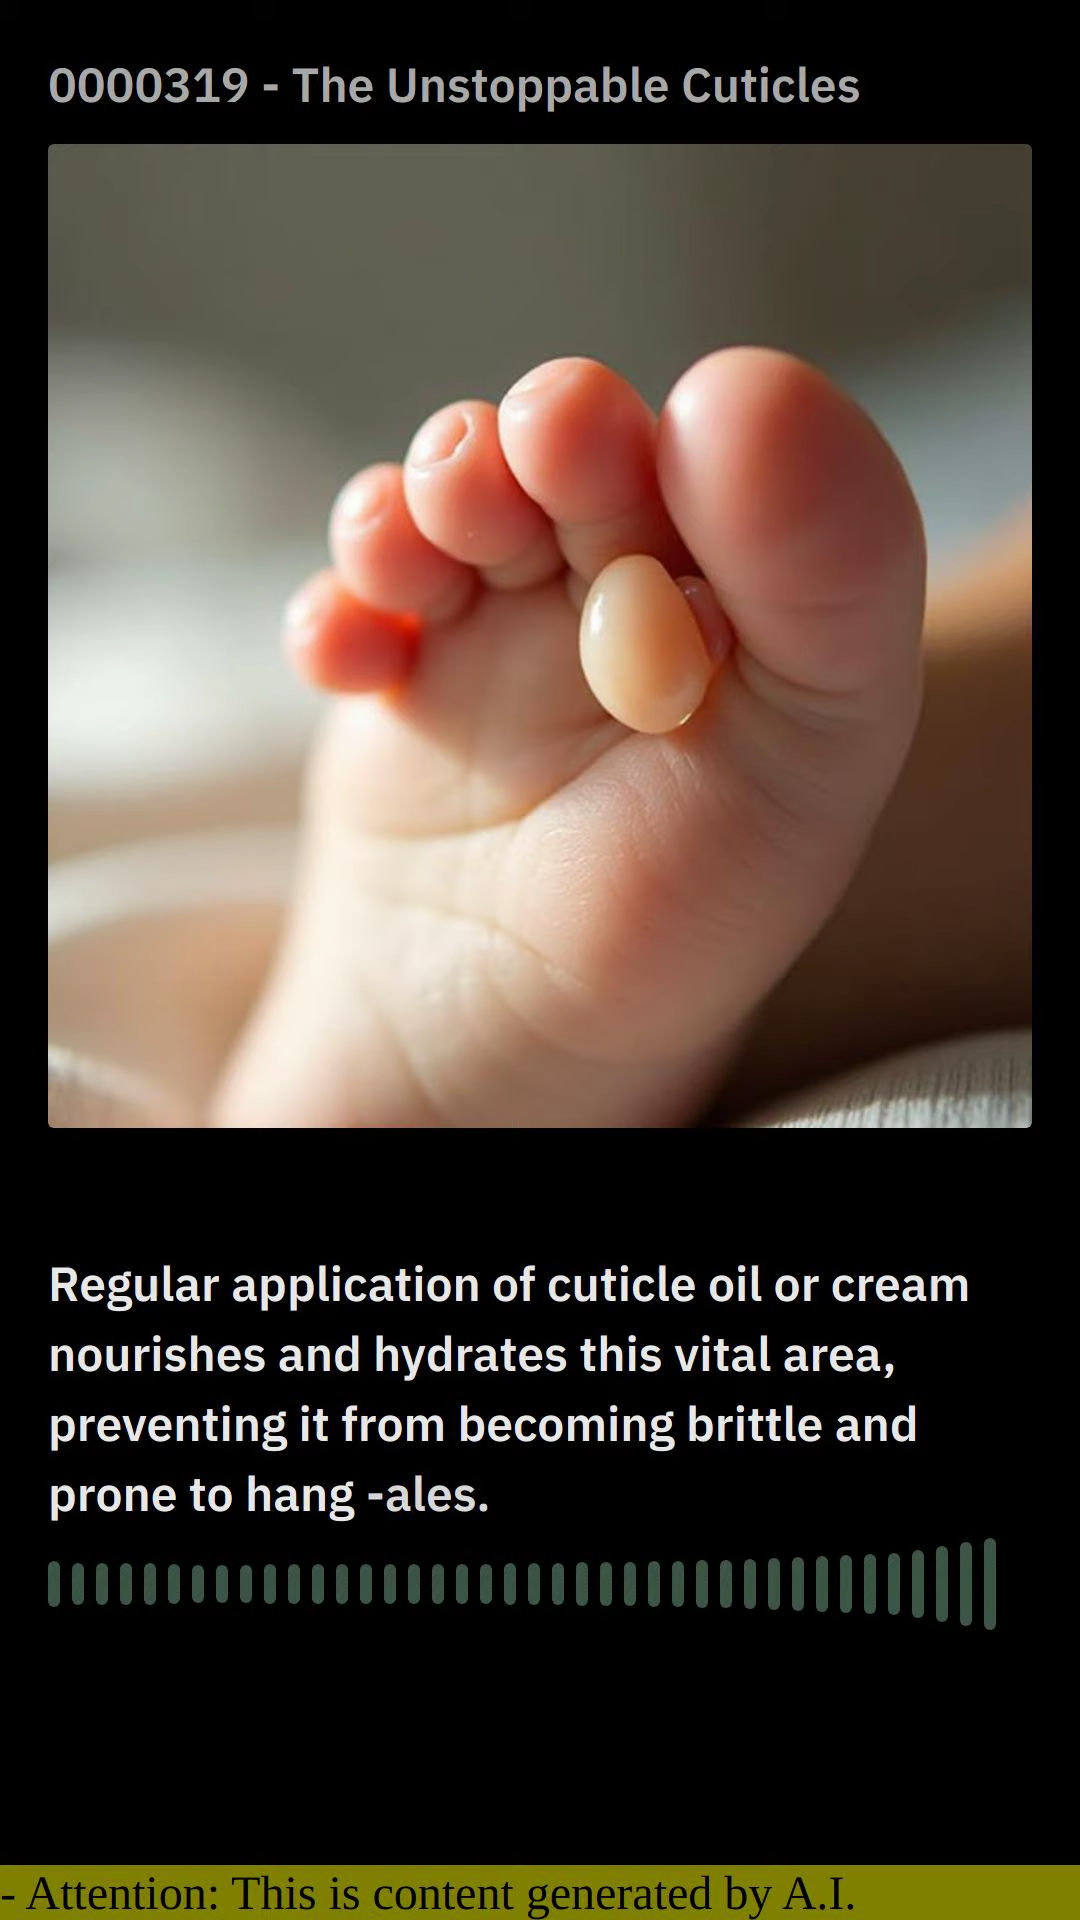 0000319 - The Unstoppable Cuticles
Regular application of cuticle oil or cream
nourishes and hydrates this vital area,
preventing it from becoming brittle and
prone to hang -ales.
- Attention: This is content generated by A.I.